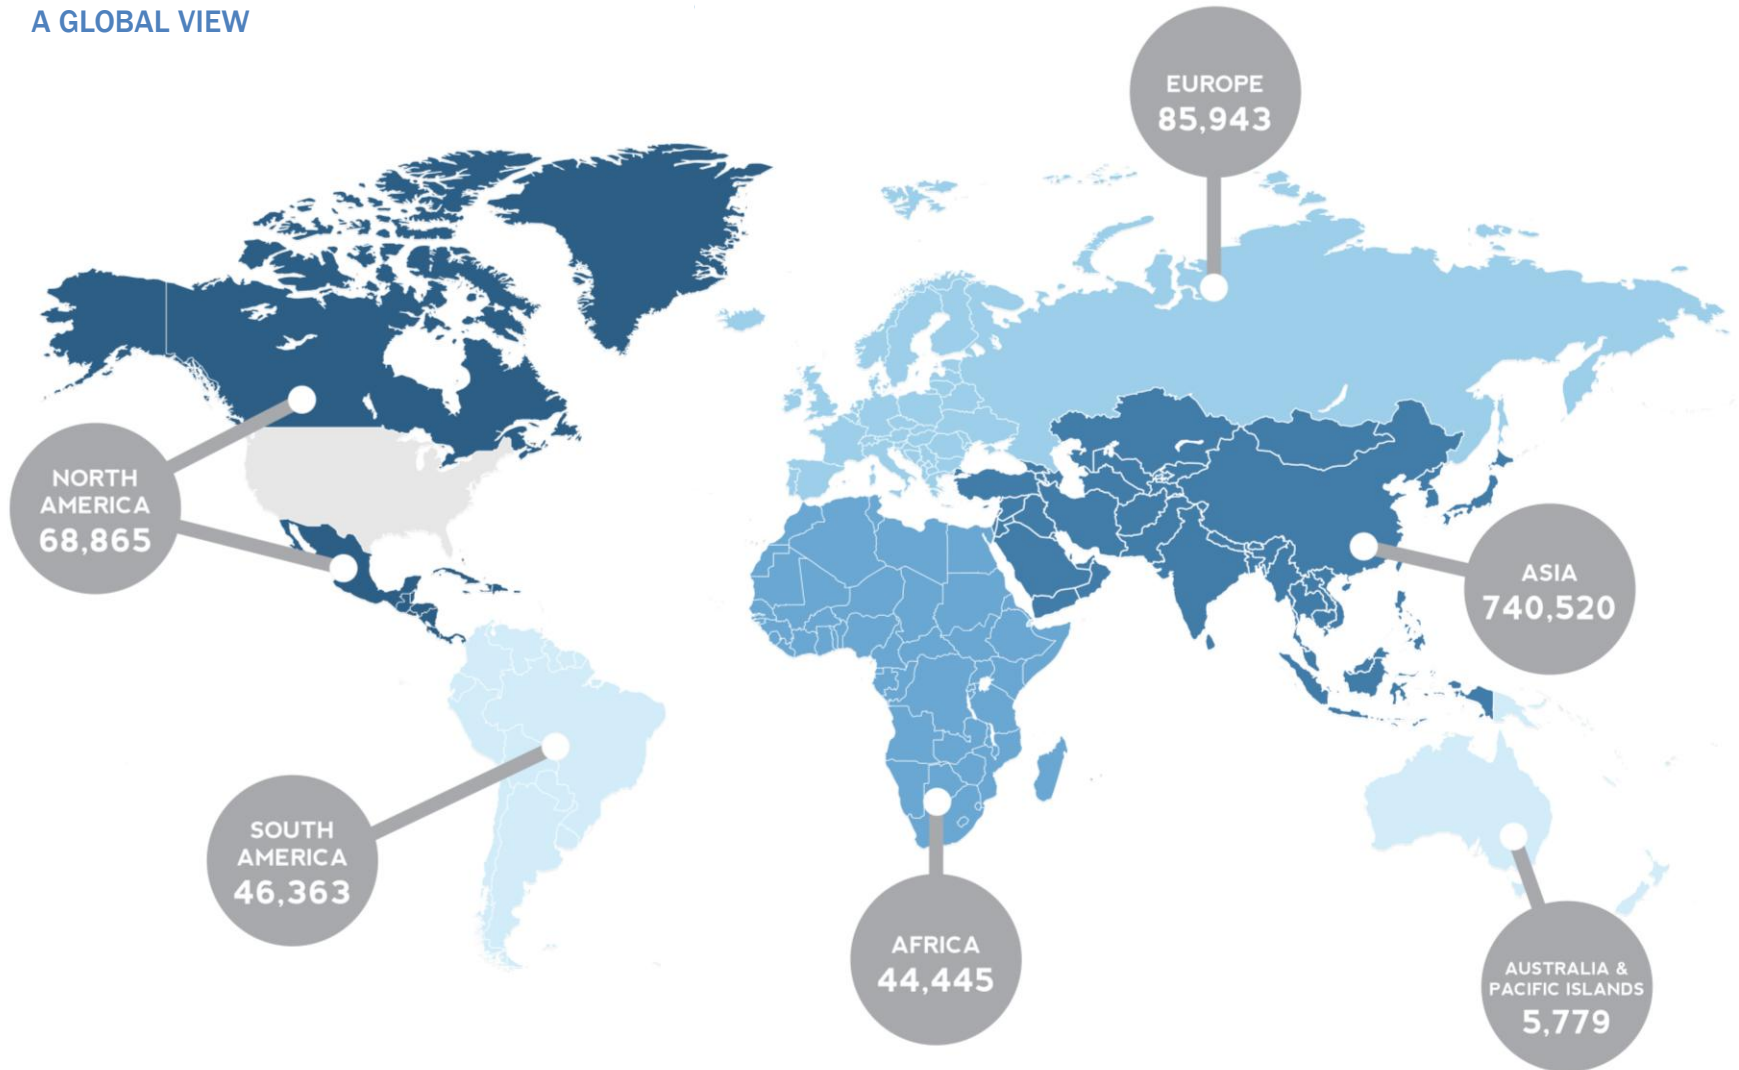 A GLOBAL VIEW
EUROPE
85,943
NORTH
AMERICA
68,865
ASIA
740,520
SOUTH
AMERICA
46,363
AFRICA
44,445
AUSTRALIA &
PACIFIC ISLANDS
5,779